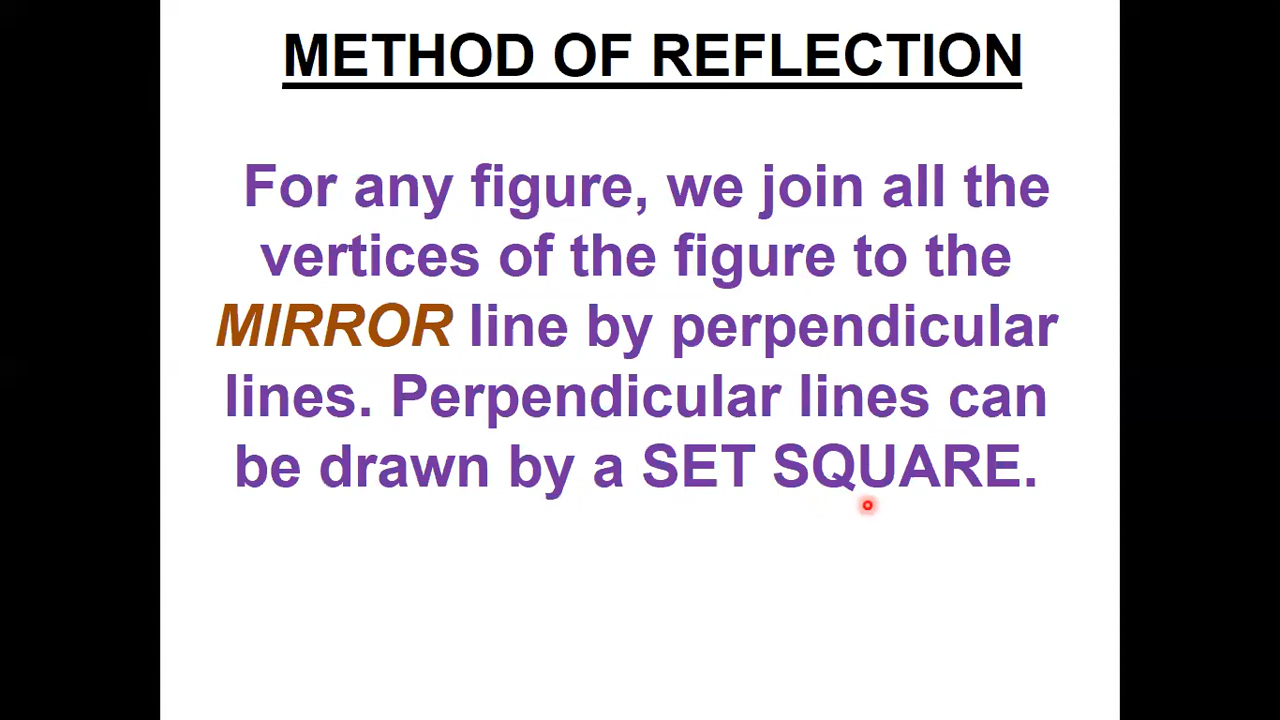 METHOD OF REFLECTION
For any figure, we join all the
vertices of the figure to the
MIRROR line by perpendicular
lines. Perpendicular lines can
be drawn by a SET SQUARE.